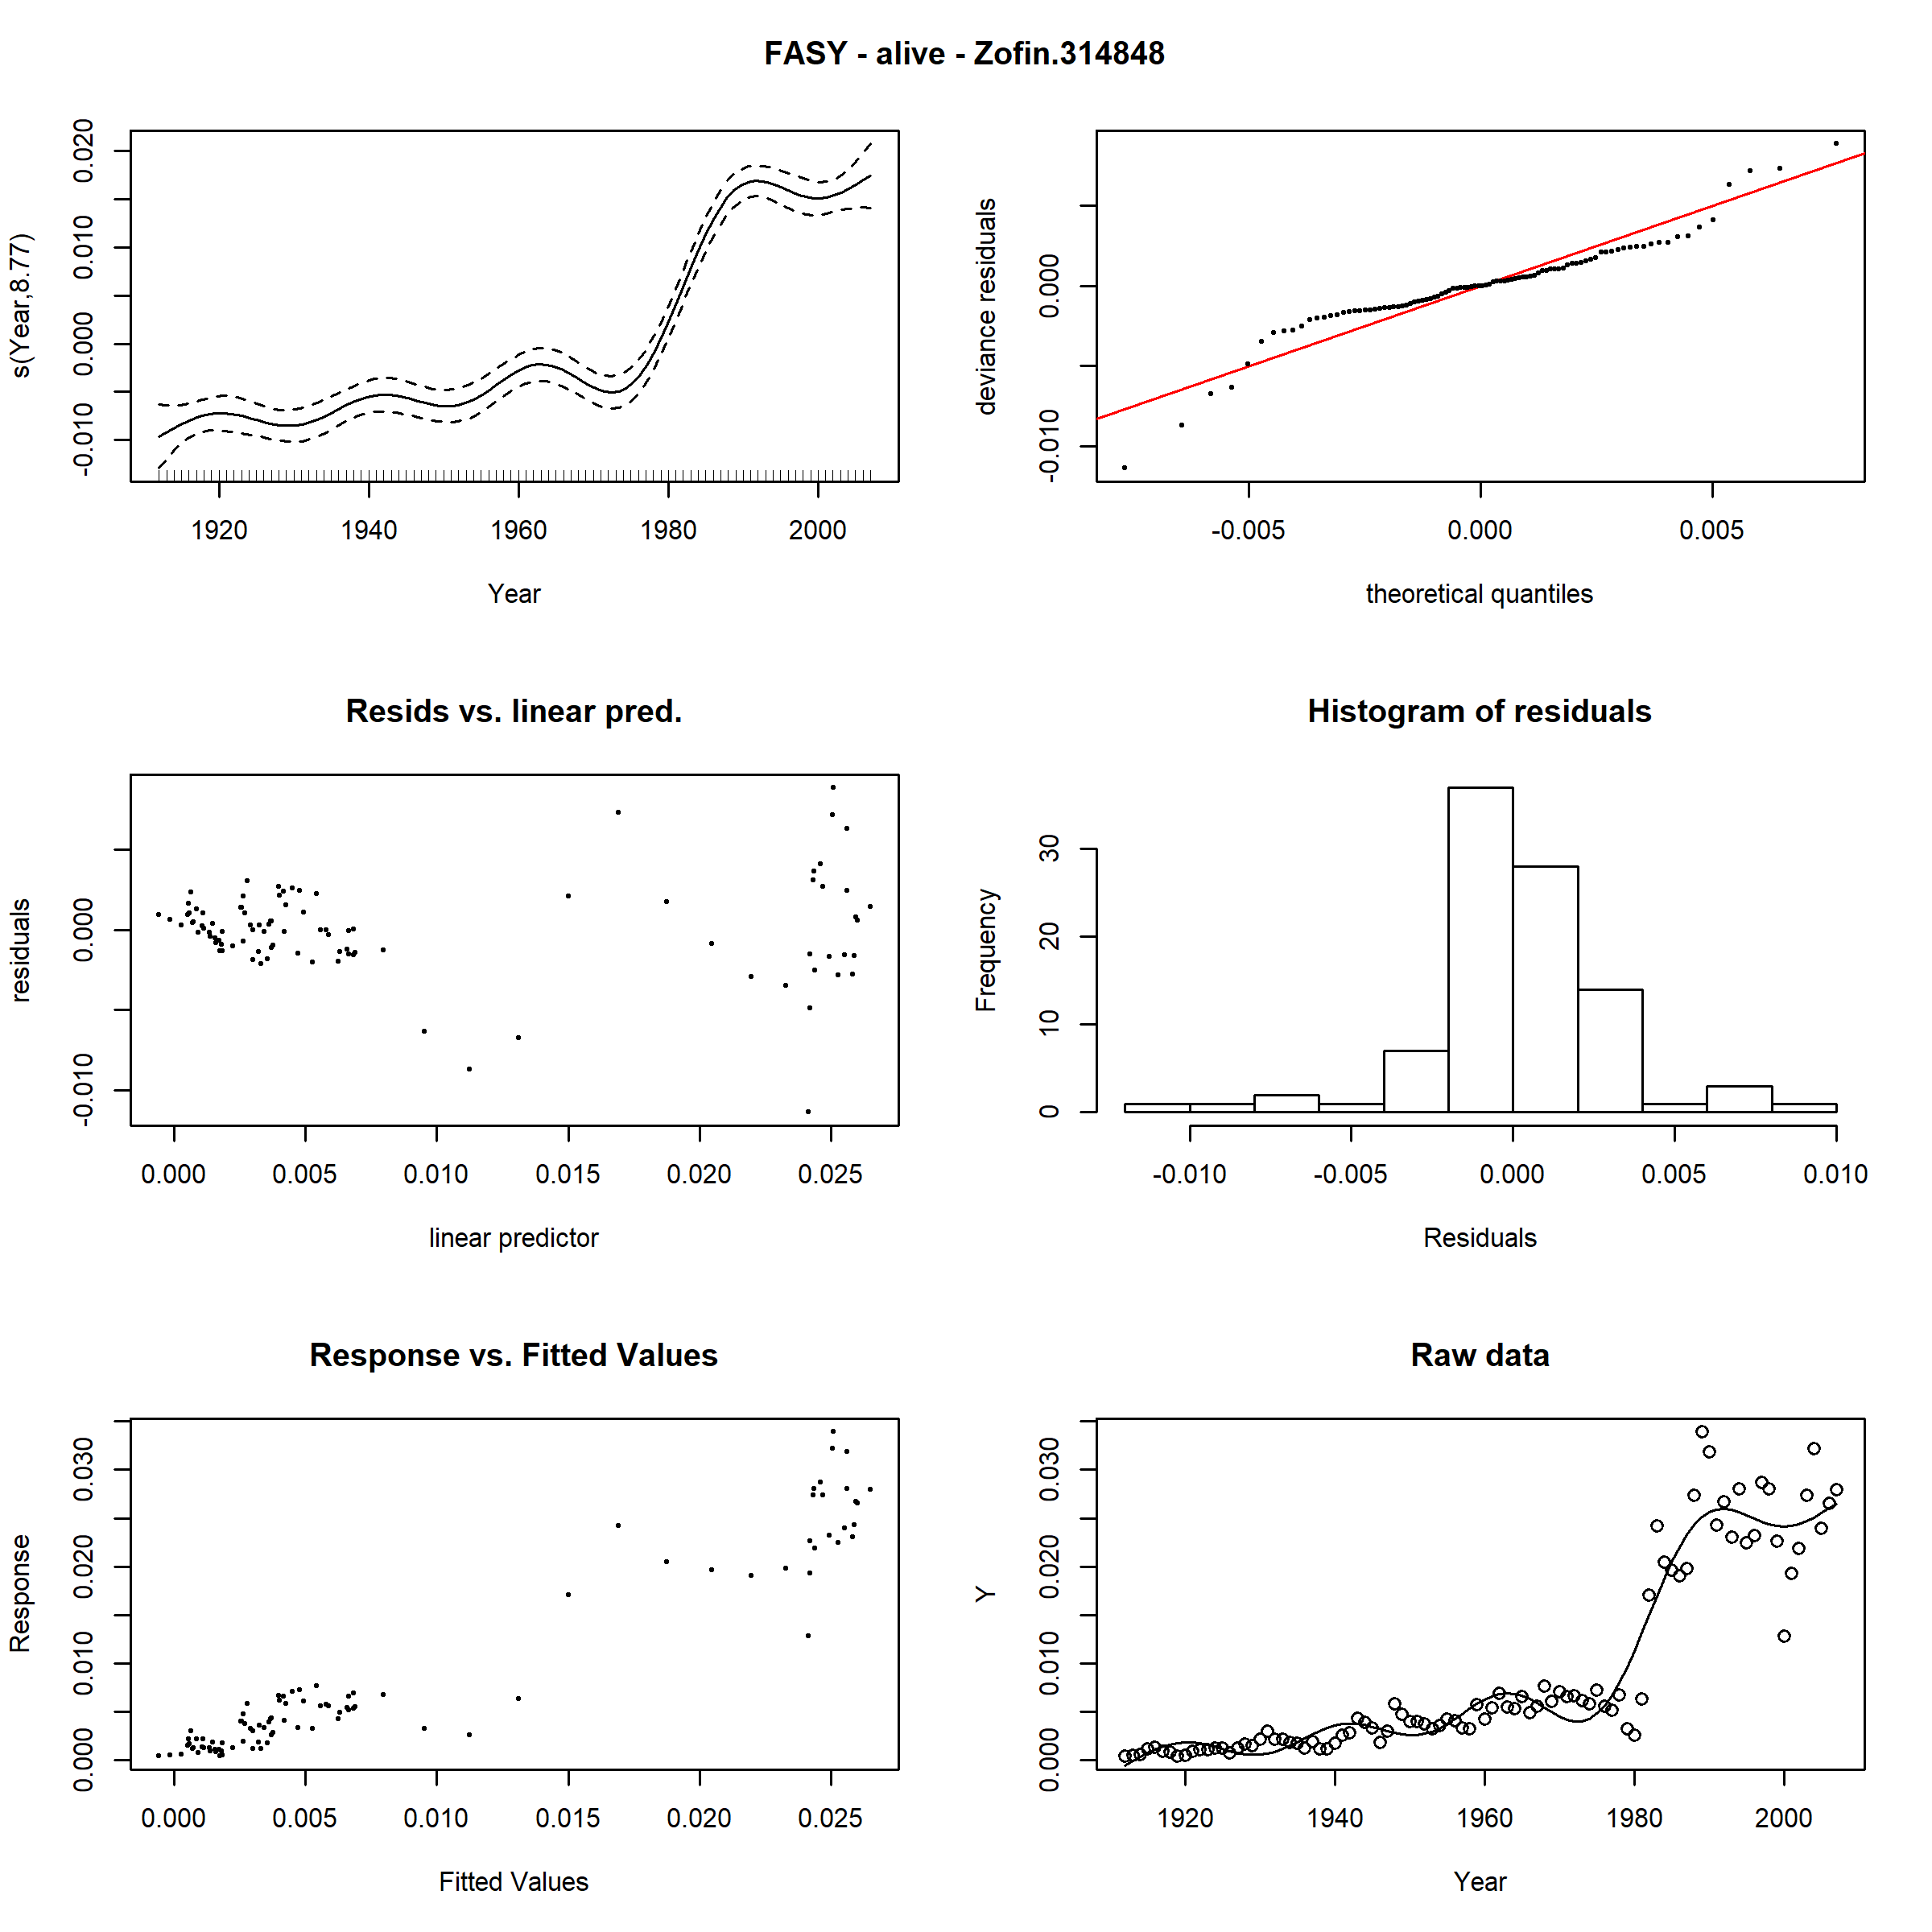 FASY - alive - Zofin.314848
s(Year,8.77)
-0.010 0.000 0.010 0.020
1920 1940 1960 1980 2000
Year
deviance residuals
-0.010 0.000
-0.005 0.000 0.005
theoretical quantiles
Resids vs. linear pred.
residuals
-0.010 0.000
0.000 0.005 0.010 0.015 0.020 0.025
linear predictor
Histogram of residuals
Frequency
0 10 20 30
-0.010 -0.005 0.000 0.005 0.010
Residuals
Response vs. Fitted Values
Response
0.000 0.010 0.020 0.030
0.000 0.005 0.010 0.015 0.020 0.025
Fitted Values
Raw data
Y
0.000 0.010 0.020 0.030
1920 1940 1960 1980 2000
Year